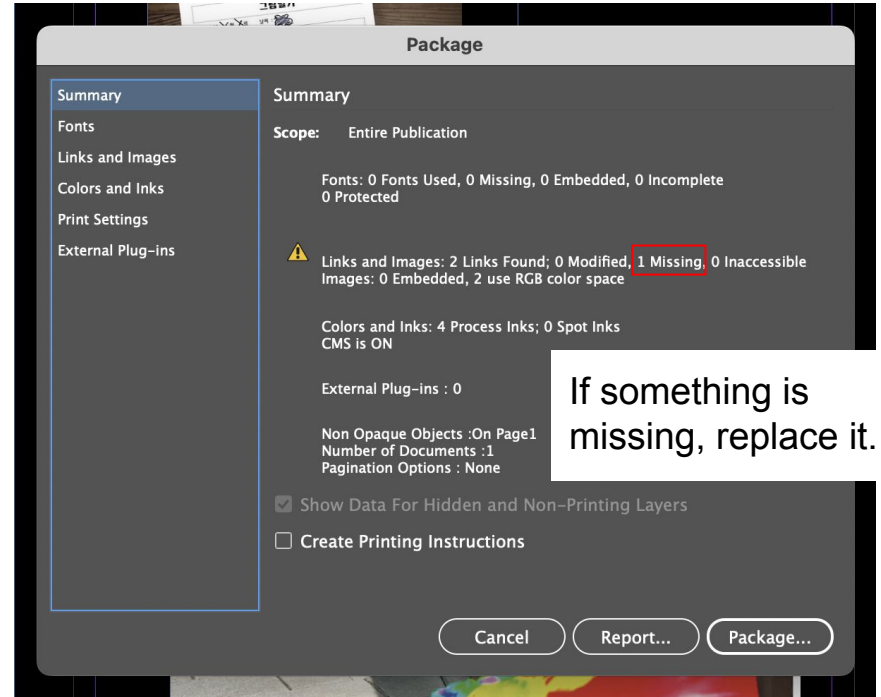 그림일기
Package
Summary
Fonts
Links and Images
Colors and Inks
Print Settings
External Plug-ins
Summary
Scope: Entire Publication
Fonts: 0 Fonts Used, 0 Missing, 0 Embedded, 0 Incomplete
0 Protected
Links and Images: 2 Links Found; 0 Modified, 1 Missing, 0 Inaccessible
Images: 0 Embedded, 2 use RGB color space
Colors and Inks: 4 Process Inks; 0 Spot Inks
CMS is ON
External Plug-ins : 0
Non Opaque Objects :On Page1
Number of Documents :1
Pagination Options : None
If something is
missing, replace it.
Show Data For Hidden and Non-Printing Layers
Create Printing Instructions
Cancel
Report...
Package...